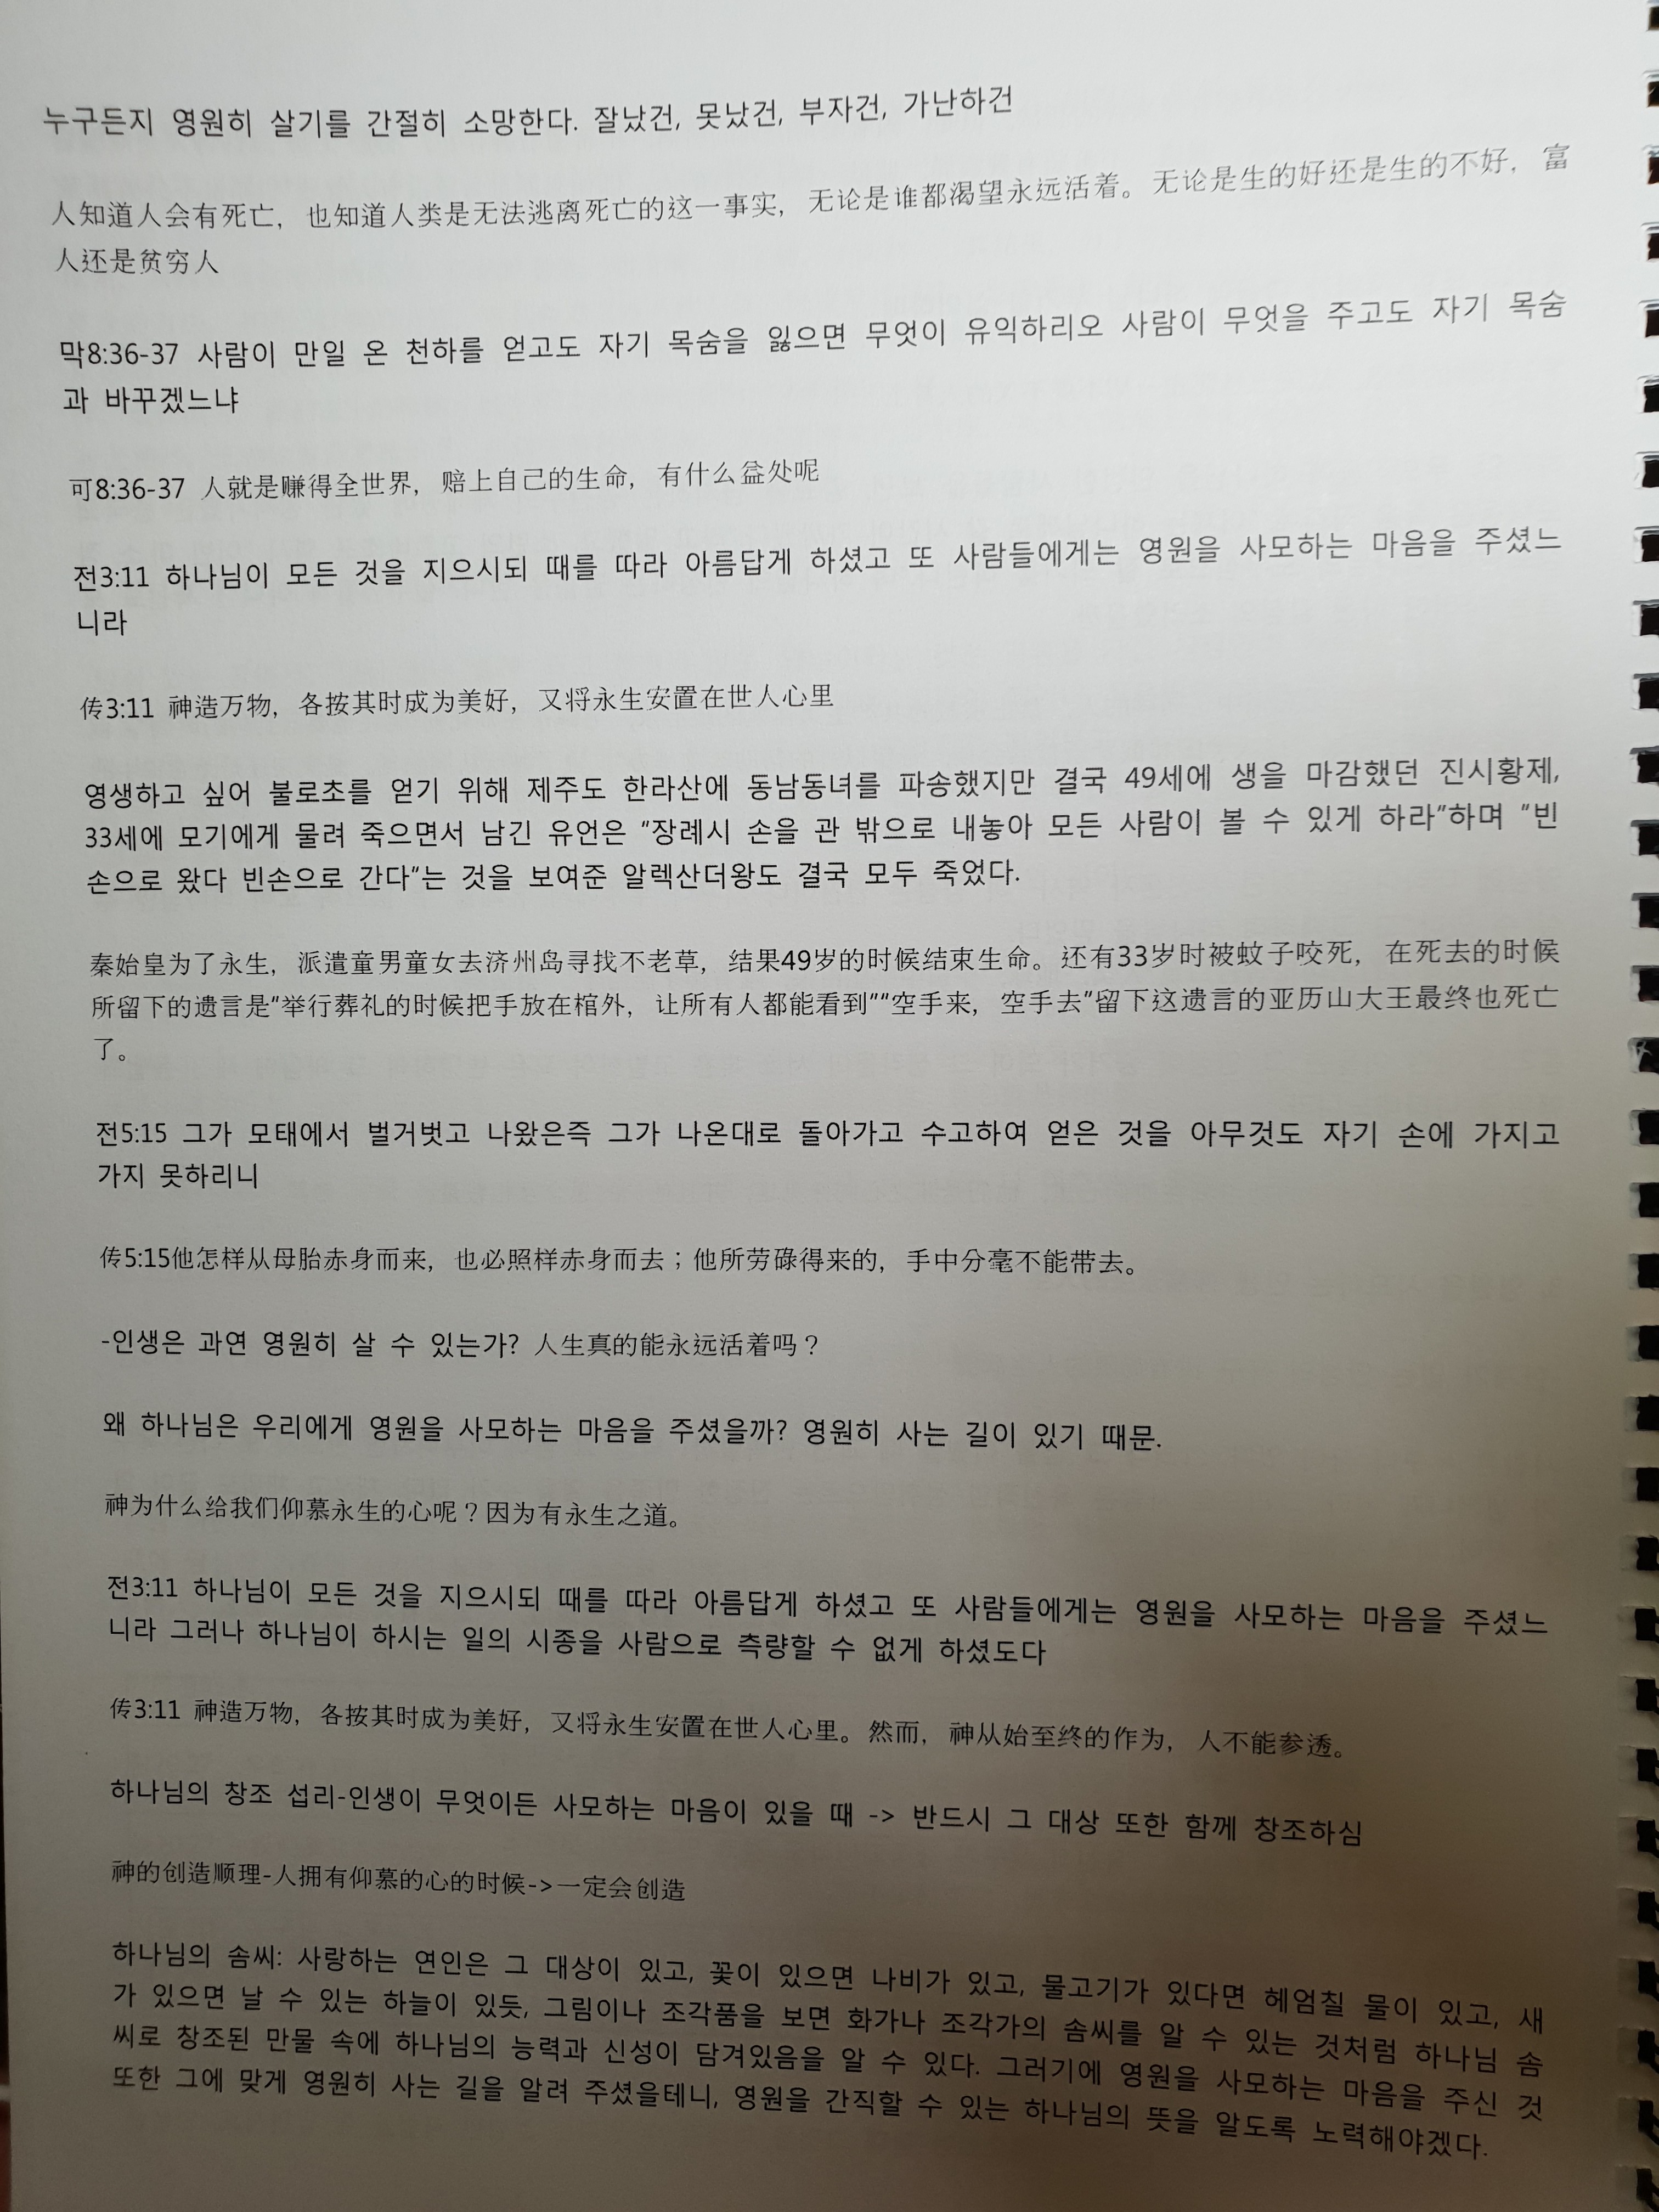 누구든지 영원히 살기를 간절히 소망한다. 잘났건, 못났건, 부자건, 가난하건
人知道人会有死亡，也知道人类是无法逃离死亡的这一事实，无论是谁都渴望永远活着。无论是生的好还是生的不好，富
人还是贫穷人
막8:36-37 사람이 만일 온 천하를 얻고도 자기 목숨을 잃으면 무엇이 유익하리오 사람이 무엇을 주고도 자기 목숨
과 바꾸겠느냐
可8:36-37 人就是赚得全世界，赔上自己的生命，有什么益处呢
전3:11 하나님이 모든 것을 지으시되 때를 따라 아름답게 하셨고 또 사람들에게는 영원을 사모하는 마음을 주셨느
니라
传3:11 神造万物，各按其时成为美好，又将永生安置在世人心里
영생하고 싶어 불로초를 얻기 위해 제주도 한라산에 동남동녀를 파송했지만 결국 49세에 생을 마감했던 진시황제,
33세에 모기에게 물려 죽으면서 남긴 유언은 "장례시 손을 관 밖으로 내놓아 모든 사람이 볼 수 있게 하라"하며 "빈
손으로 왔다 빈손으로 간다"는 것을 보여준 알렉산더왕도 결국 모두 죽었다.
秦始皇为了永生，派遣童男童女去济州岛寻找不老草，结果49岁的时候结束生命。还有33岁时被蚊子咬死，在死去的时候
所留下的遗言是"举行葬礼的时候把手放在棺外，让所有人都能看到""空手来，空手去"留下这遗言的亚历山大王最终也死亡
了。
전5:15 그가 모태에서 벌거벗고 나왔은즉 그가 나온대로 돌아가고 수고하여 얻은 것을 아무것도 자기 손에 가지고
가지 못하리니
传5:15他怎样从母胎赤身而来，也必照样赤身而去；他所劳碌得来的，手中分毫不能带去。
-인생은 과연 영원히 살 수 있는가? 人生真的能永远活着吗？
왜 하나님은 우리에게 영원을 사모하는 마음을 주셨을까? 영원히 사는 길이 있기 때문.
神为什么给我们仰慕永生的心呢？因为有永生之道。
전3:11 하나님이 모든 것을 지으시되 때를 따라 아름답게 하셨고 또 사람들에게는 영원을 사모하는 마음을 주셨느
니라 그러나 하나님이 하시는 일의 시종을 사람으로 측량할 수 없게 하셨도다
传3:11 神造万物，各按其时成为美好，又将永生安置在世人心里。然而，神从始至终的作为，人不能参透。
하나님의 창조 섭리-인생이 무엇이든 사모하는 마음이 있을 때 -> 반드시 그 대상 또한 함께 창조하심
神的创造顺理-人拥有仰慕的心的时候->一定会创造
하나님의 솜씨: 사랑하는 연인은 그 대상이 있고, 꽃이 있으면 나비가 있고, 물고기가 있다면 헤엄칠 물이 있고, 새
가 있으면 날 수 있는 하늘이 있듯, 그림이나 조각품을 보면 화가나 조각가의 솜씨를 알 수 있는 것처럼 하나님 솜
씨로 창조된 만물 속에 하나님의 능력과 신성이 담겨있음을 알 수 있다. 그러기에 영원을 사모하는 마음을 주신 것
또한 그에 맞게 영원히 사는 길을 알려 주셨을테니, 영원을 간직할 수 있는 하나님의 뜻을 알도록 노력해야겠다.